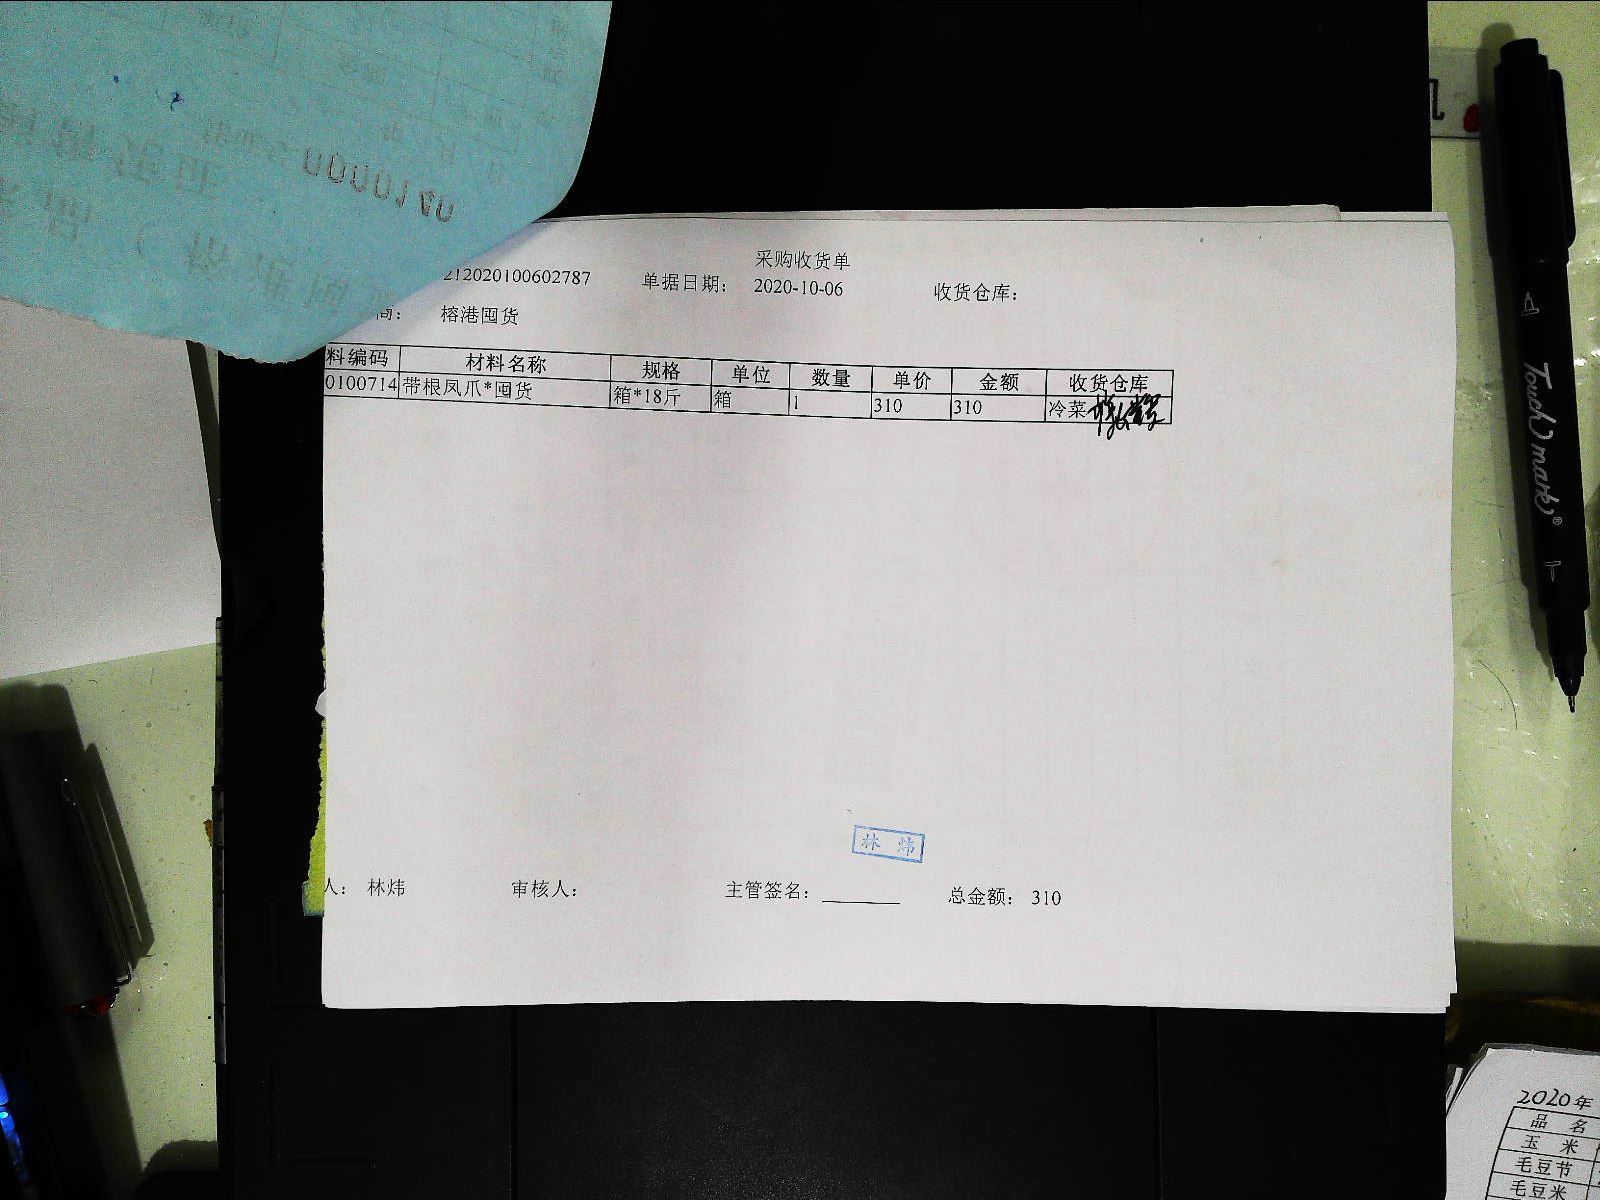 采购收货单
212020100602787 单据日期: 2020-10-06 收货仓库:
商: 榕港囤货
料编码 材料名称 规格 单位 数量 单价 金额 收货仓库
0100714 带根凤爪*囤货 箱*18斤 箱 1 310 310 冷菜
林 炜
人: 林炜 审核人: 主管签名: 总金额: 310
Touch mark®
2020年
品 名
玉 米
毛豆节
毛豆米